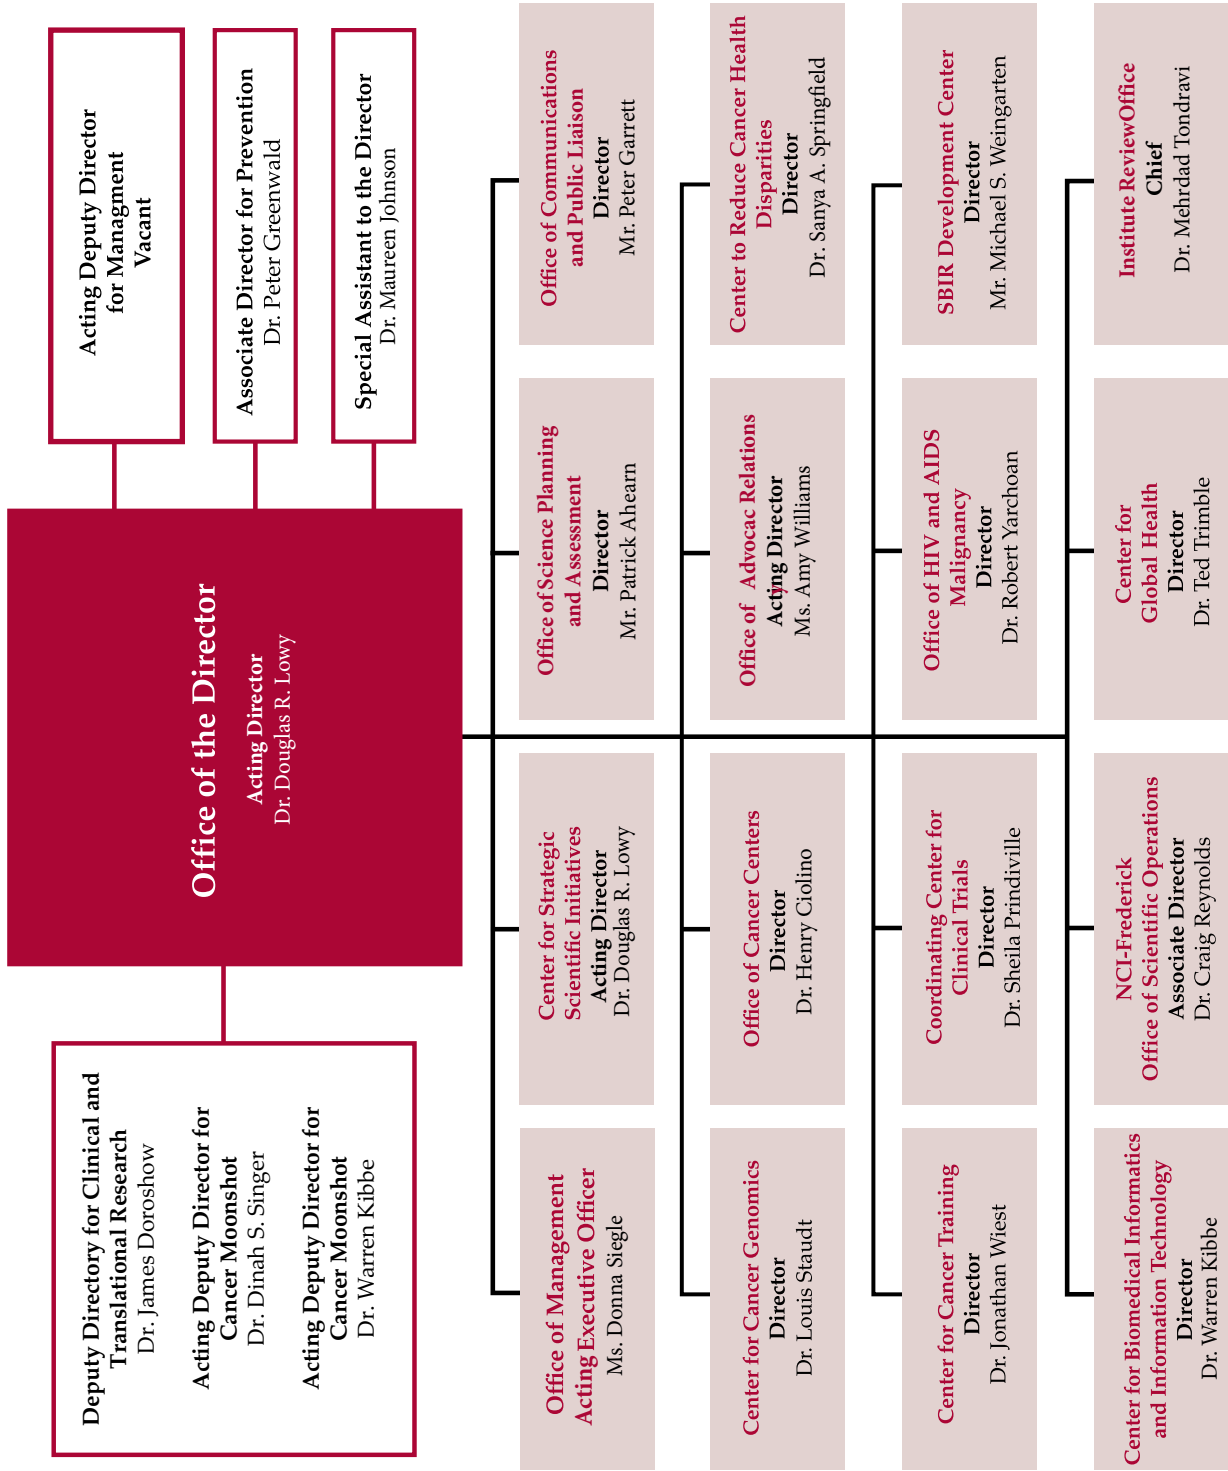 Office of the Director
Acting Director
Dr. Douglas R. Lowy
Deputy Directory for Clinical and
Translational Research
Dr. James Doroshow
Acting Deputy Director for
Cancer Moonshot
Dr. Dinah S. Singer
Acting Deputy Director for
Cancer Moonshot
Dr. Warren Kibbe
Acting Deputy Director
for Managment
Vacant
Associate Director for Prevention
Dr. Peter Greenwald
Special Assistant to the Director
Dr. Maureen Johnson
Office of Management
Acting Executive Officer
Ms. Donna Siegle
Center for Strategic
Scientific Initiatives
Acting Director
Dr. Douglas R. Lowy
Office of Science Planning
and Assessment
Director
Mr. Patrick Ahearn
Office of Communications
and Public Liaison
Director
Mr. Peter Garrett
Center for Cancer Genomics
Director
Dr. Louis Staudt
Office of Cancer Centers
Director
Dr. Henry Ciolino
Office of Advocac Relations
Acting Director
Ms. Amy Williams
Center to Reduce Cancer Health
Disparities
Director
Dr. Sanya A. Springfield
Center for Cancer Training
Director
Dr. Jonathan Wiest
Coordinating Center for
Clinical Trials
Director
Dr. Sheila Prindiville
Office of HIV and AIDS
Malignancy
Director
Dr. Robert Yarchoan
SBIR Development Center
Director
Mr. Michael S. Weingarten
Center for Biomedical Informatics
and Information Technology
Director
Dr. Warren Kibbe
NCI-Frederick
Office of Scientific Operations
Associate Director
Dr. Craig Reynolds
Center for
Global Health
Director
Dr. Ted Trimble
Institute ReviewOffice
Chief
Dr. Mehrdad Tondravi